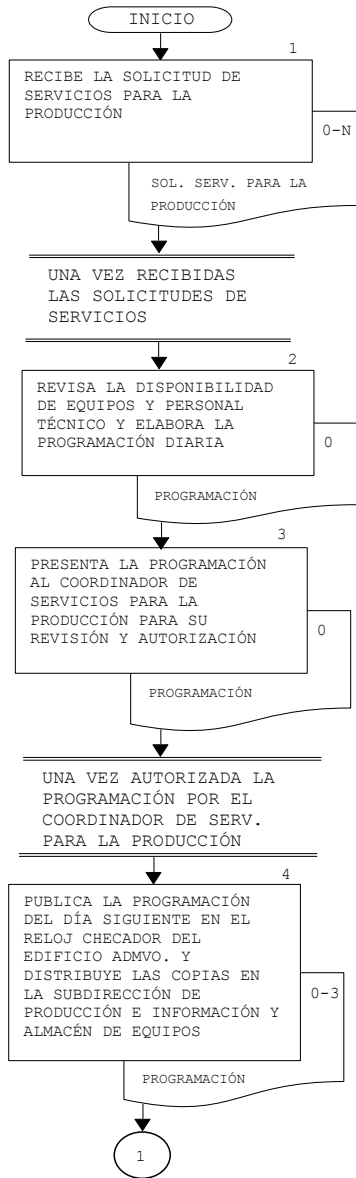 INICIO
1
RECIBE LA SOLICITUD DE
SERVICIOS PARA LA
PRODUCCIÓN
0-N
SOL. SERV. PARA LA
PRODUCCIÓN
UNA VEZ RECIBIDAS
LAS SOLICITUDES DE
SERVICIOS
2
REVISA LA DISPONIBILIDAD
DE EQUIPOS Y PERSONAL
TÉCNICO Y ELABORA LA
PROGRAMACIÓN DIARIA
0
PROGRAMACIÓN
3
PRESENTA LA PROGRAMACIÓN
AL COORDINADOR DE
SERVICIOS PARA LA
PRODUCCIÓN PARA SU
REVISIÓN Y AUTORIZACIÓN
0
PROGRAMACIÓN
UNA VEZ AUTORIZADA LA
PROGRAMACIÓN POR EL
COORDINADOR DE SERV.
PARA LA PRODUCCIÓN
4
PUBLICA LA PROGRAMACIÓN
DEL DÍA SIGUIENTE EN EL
RELOJ CHECADOR DEL
EDIFICIO ADMVO. Y
DISTRIBUYE LAS COPIAS EN
LA SUBDIRECCIÓN DE
PRODUCCIÓN E INFORMACIÓN Y
ALMACÉN DE EQUIPOS
0-3
PROGRAMACIÓN
1